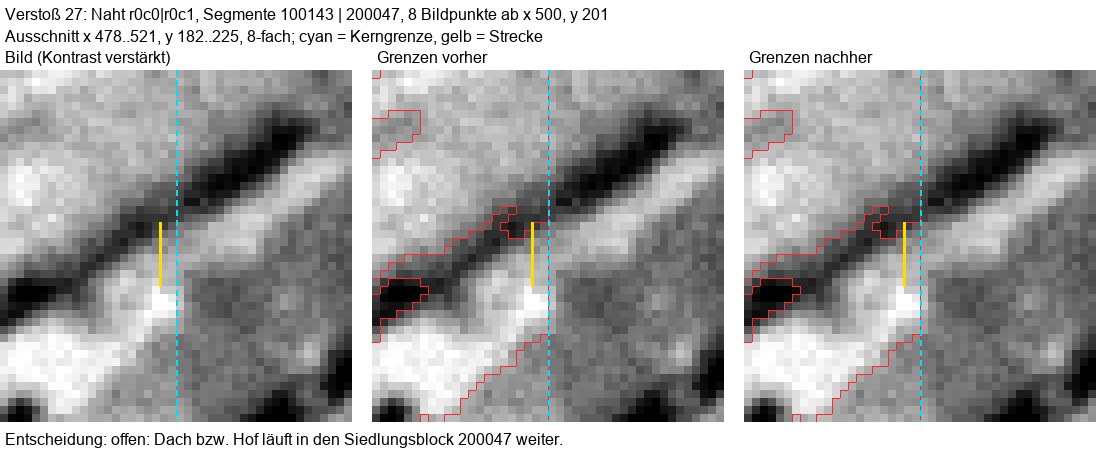 Verstoß 27: Naht r0c0|r0c1, Segmente 100143 | 200047, 8 Bildpunkte ab x 500, y 201
Ausschnitt x 478..521, y 182..225, 8-fach; cyan = Kerngrenze, gelb = Strecke
Bild (Kontrast verstärkt)
Grenzen vorher
Grenzen nachher
Entscheidung: offen: Dach bzw. Hof läuft in den Siedlungsblock 200047 weiter.